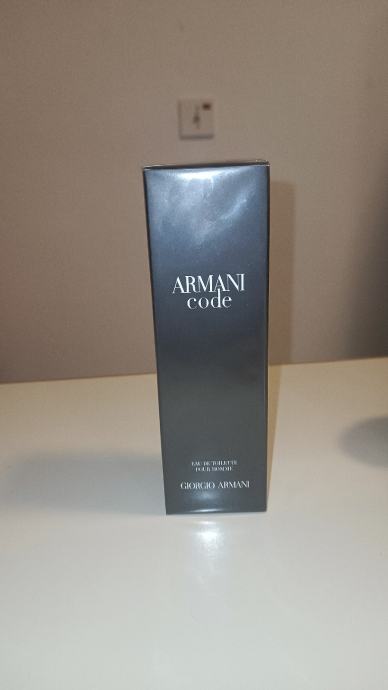 ARMANI
code
EAU DE TOILETTE
POUR HOMME
GIORGIO ARMANI